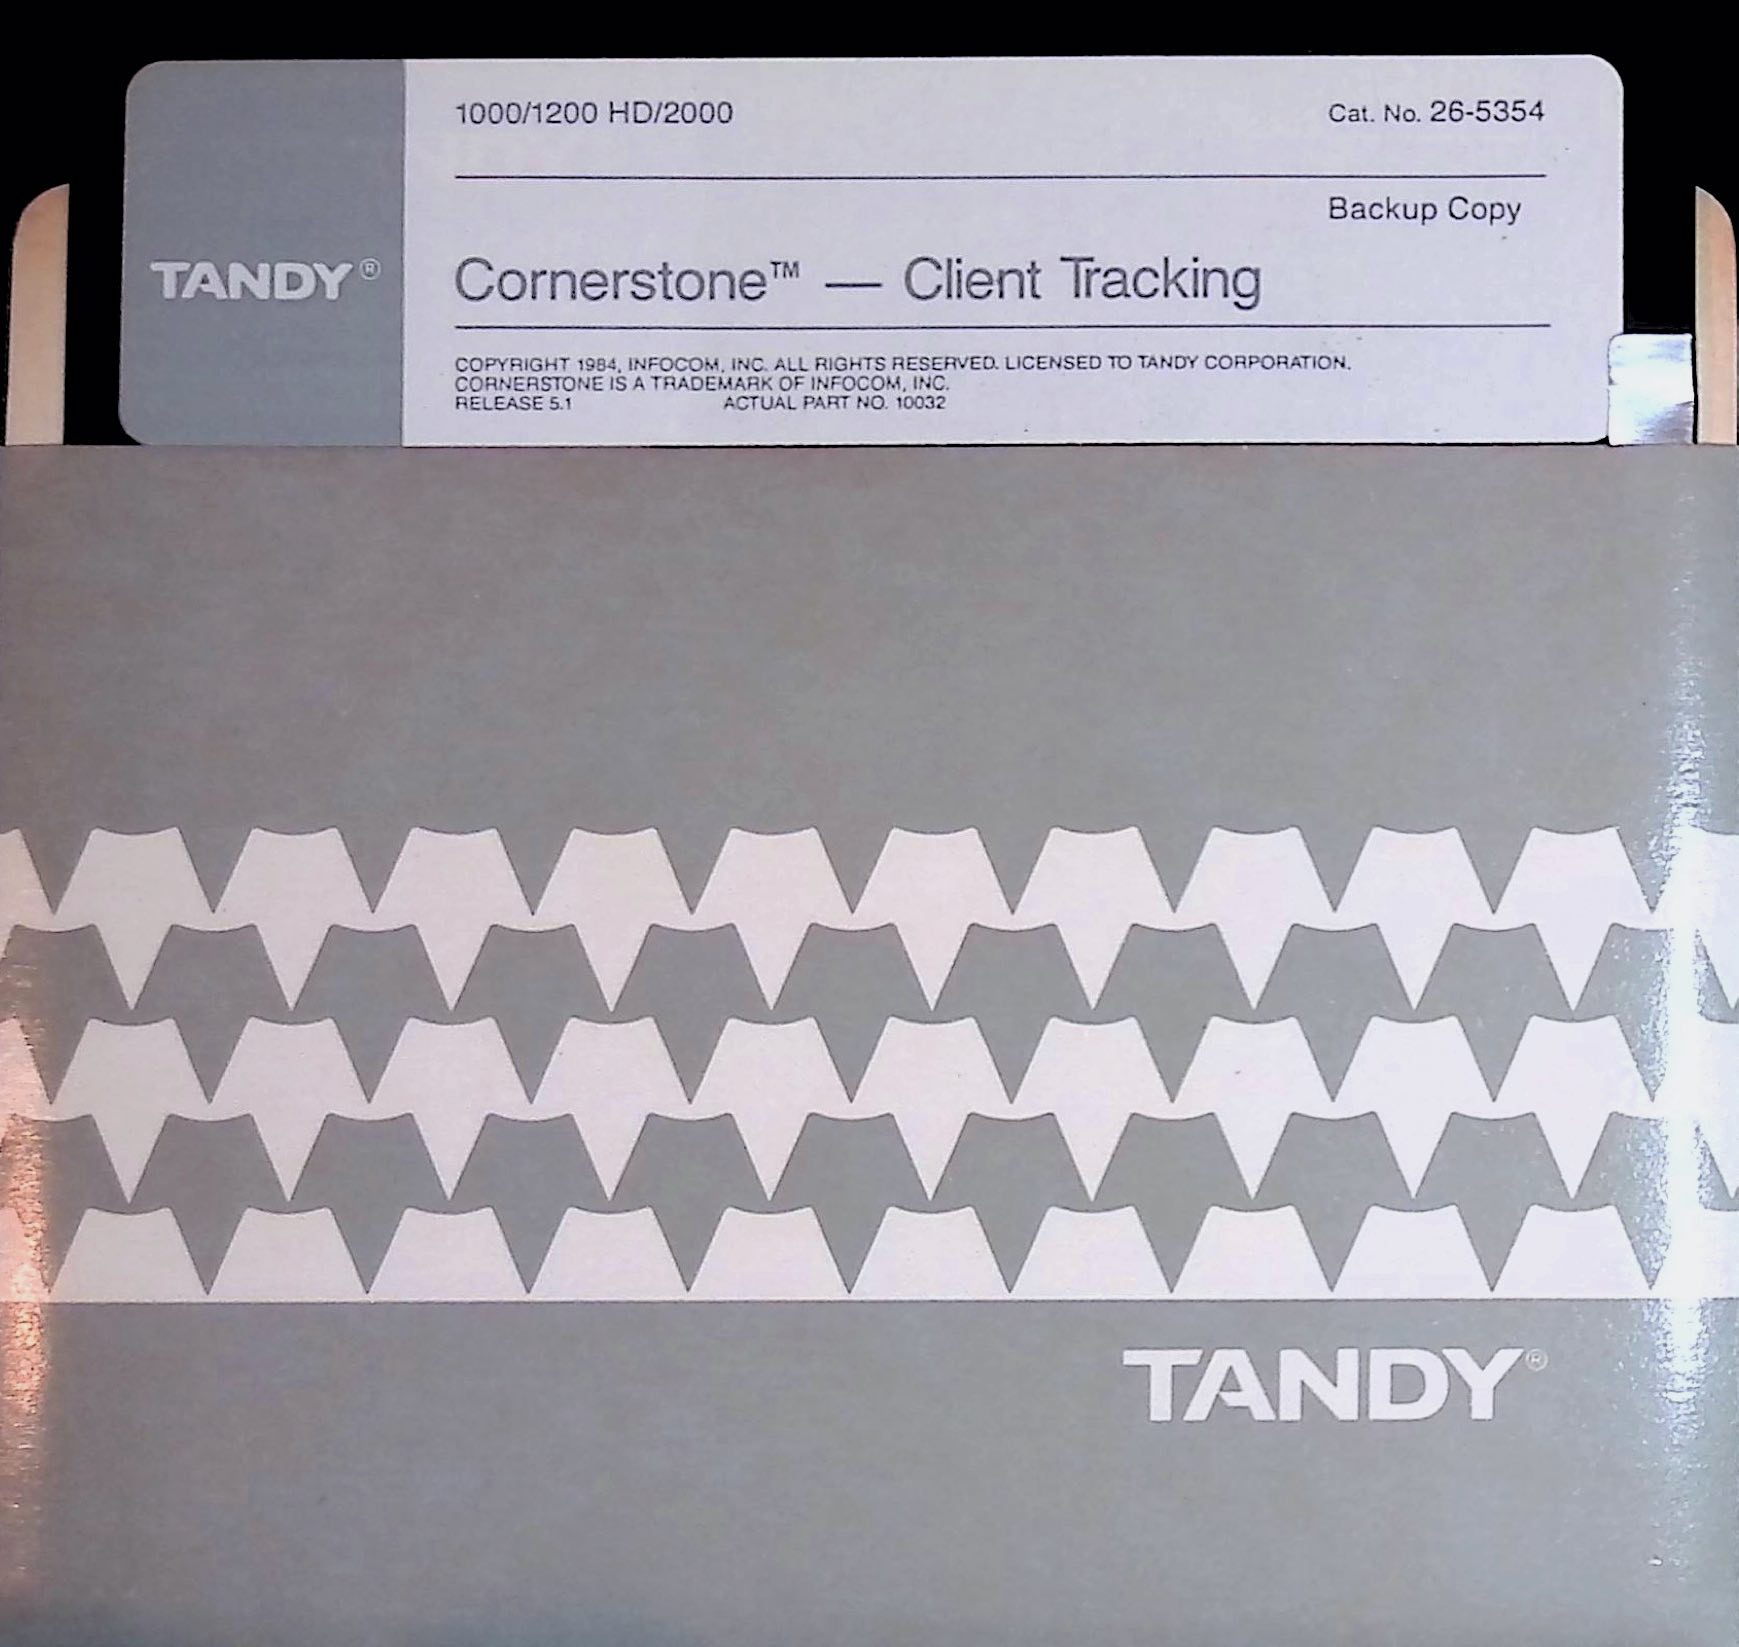 1000/1200 HD/2000 Cat. No. 26-5354
Backup Copy
TANDY®
Cornerstone™ — Client Tracking
COPYRIGHT 1984, INFOCOM, INC. ALL RIGHTS RESERVED. LICENSED TO TANDY CORPORATION.
CORNERSTONE IS A TRADEMARK OF INFOCOM, INC.
RELEASE 5.1 ACTUAL PART NO. 10032
TANDY®